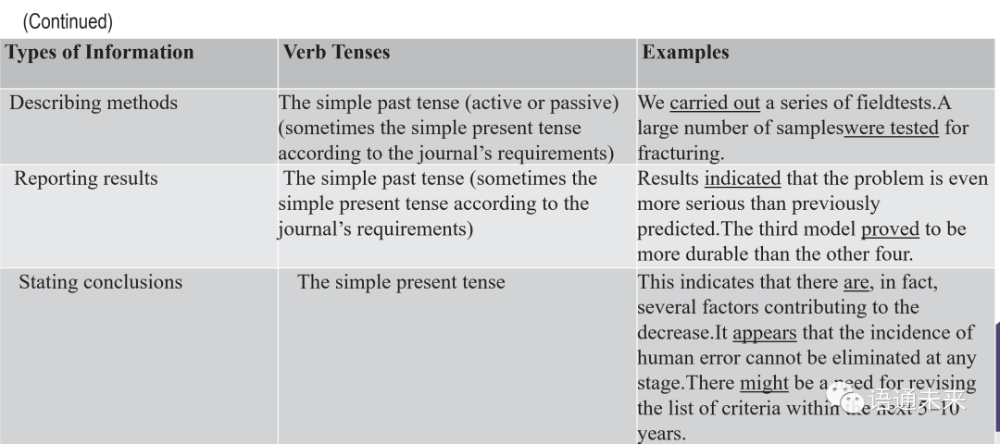 (Continued)
Types of Information Verb Tenses Examples
Describing methods
The simple past tense (active or passive)
(sometimes the simple present tense
according to the journal's requirements)
We carried out a series of fieldtests.A
large number of sampleswere tested for
fracturing.
Reporting results
The simple past tense (sometimes the
simple present tense according to the
journal's requirements)
Results indicated that the problem is even
more serious than previously
predicted.The third model proved to be
more durable than the other four.
Stating conclusions
The simple present tense
This indicates that there are, in fact,
several factors contributing to the
decrease.It appears that the incidence of
human error cannot be eliminated at any
stage.There might be a need for revising
the list of criteria within the next 5–10
years.
语通未来